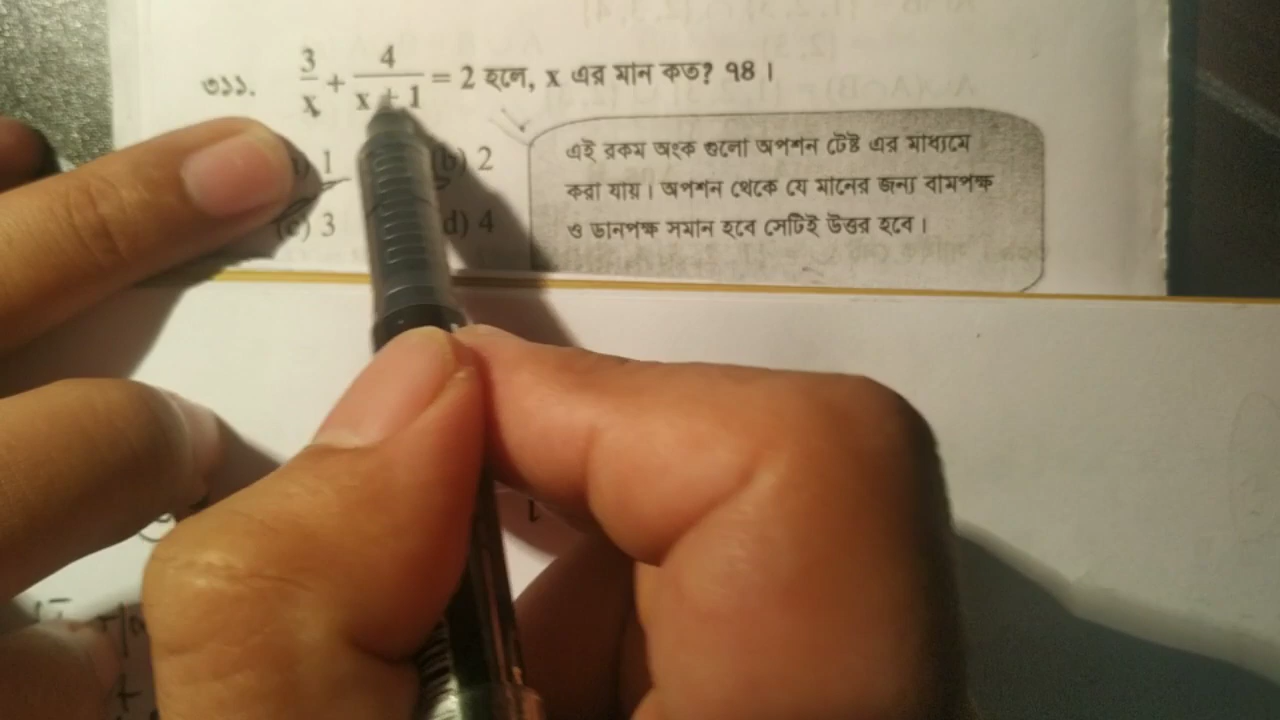 ৩১১. 3/x + 4/(x + 1) = 2 হলে, x এর মান কত? ৭৪।
1 (b) 2
(c) 3 d) 4
এই রকম অংক গুলো অপশন টেষ্ট এর মাধ্যমে
করা যায়। অপশন থেকে যে মানের জন্য বামপক্ষ
ও ডানপক্ষ সমান হবে সেটিই উত্তর হবে।